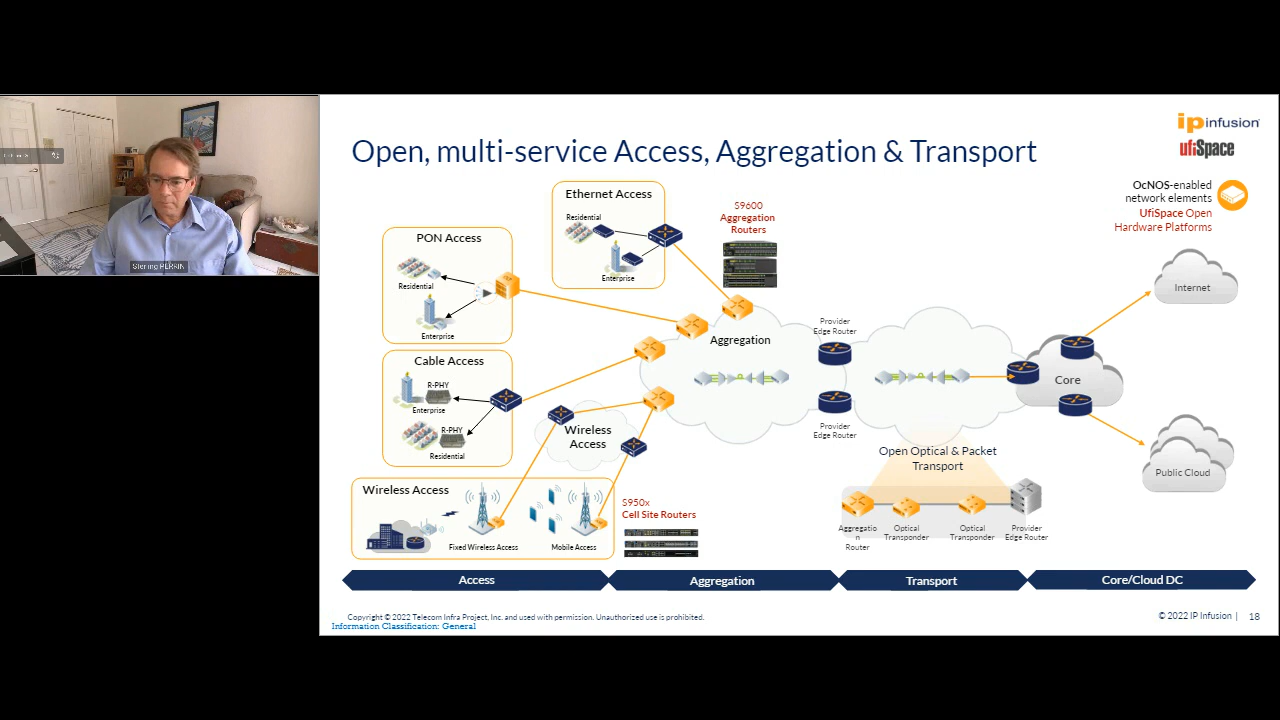 Sterling PERRIN
Open, multi-service Access, Aggregation & Transport
ip infusion
ufiSpace
OcNOS-enabled
network elements
UfiSpace Open
Hardware Platforms
Ethernet Access
Residential
Enterprise
S9600
Aggregation
Routers
PON Access
Residential
Enterprise
Cable Access
R-PHY
Enterprise
R-PHY
Residential
Wireless
Access
Wireless Access
Fixed Wireless Access
Mobile Access
S950x
Cell Site Routers
Aggregation
Provider
Edge Router
Provider
Edge Router
Core
Internet
Public Cloud
Open Optical & Packet
Transport
Aggregatio
n
Router
Optical
Transponder
Optical
Transponder
Provider
Edge Router
Access
Aggregation
Transport
Core/Cloud DC
Copyright © 2022 Telecom Infra Project, Inc. and used with permission. Unauthorized use is prohibited.
Information Classification: General
© 2022 IP Infusion |
18